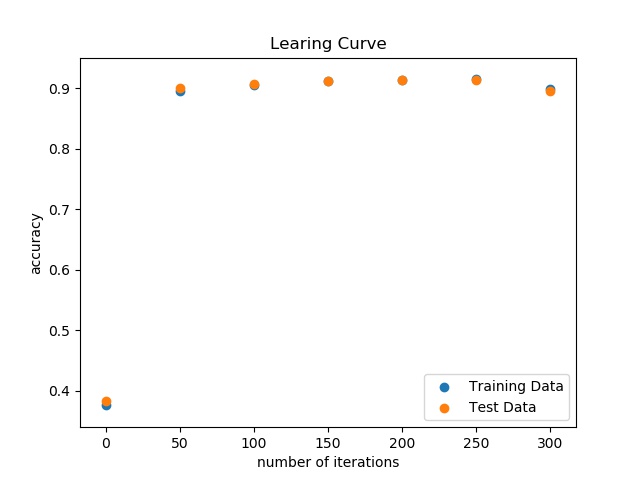 Learing Curve
accuracy
0.9
0.8
0.7
0.6
0.5
0.4
0 50 100 150 200 250 300
number of iterations
Training Data
Test Data